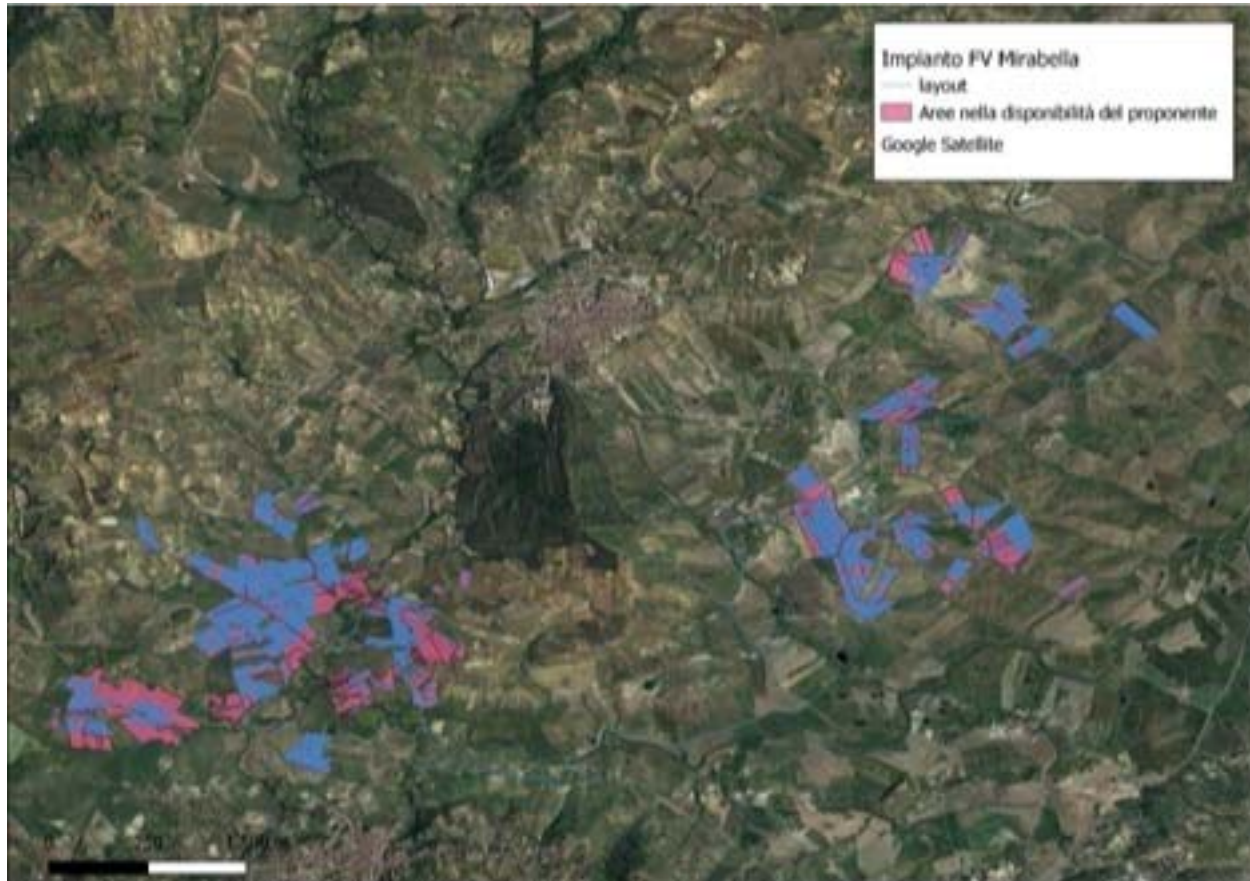 Impianto FV Mirabella
layout
Aree nella disponibilità del proponente
Google Satellite